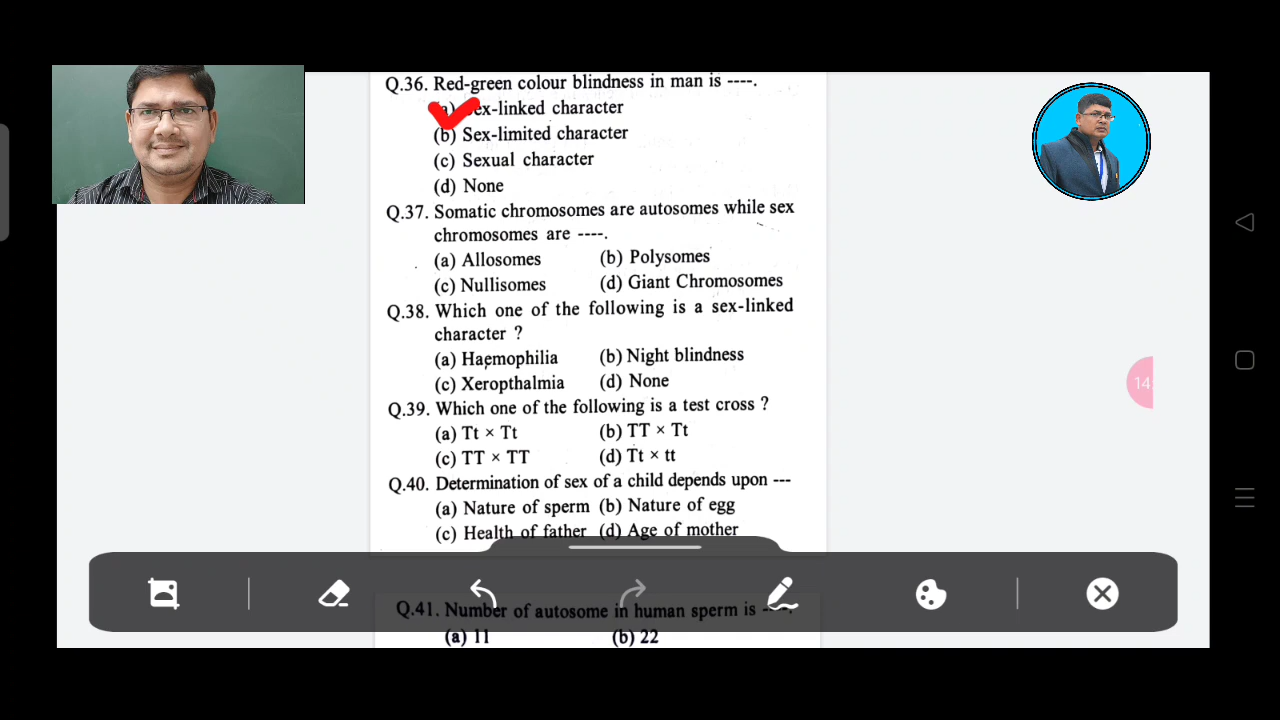 Q.36. Red-green colour blindness in man is ----.
(a) Sex-linked character
(b) Sex-limited character
(c) Sexual character
(d) None
Q.37. Somatic chromosomes are autosomes while sex
chromosomes are ----.
(a) Allosomes (b) Polysomes
(c) Nullisomes (d) Giant Chromosomes
Q.38. Which one of the following is a sex-linked
character ?
(a) Haemophilia (b) Night blindness
(c) Xeropthalmia (d) None
Q.39. Which one of the following is a test cross ?
(a) Tt × Tt (b) TT × Tt
(c) TT × TT (d) Tt × tt
Q.40. Determination of sex of a child depends upon ---
(a) Nature of sperm (b) Nature of egg
(c) Health of father (d) Age of mother
Q.41. Number of autosome in human sperm is ----.
(a) 11 (b) 22
14